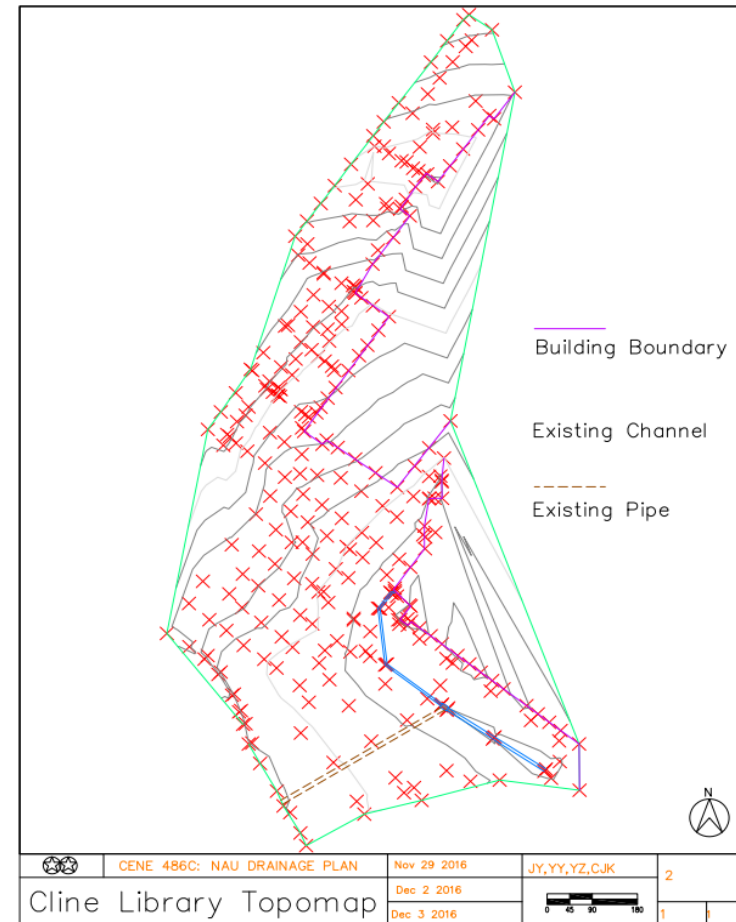 Building Boundary
Existing Channel
Existing Pipe
N
CENE 486C: NAU DRAINAGE PLAN
Nov 29 2016
JY,YY,YZ,CJK
2
Cline Library Topomap
Dec 2 2016
0 45 90 180
Dec 3 2016
1 1